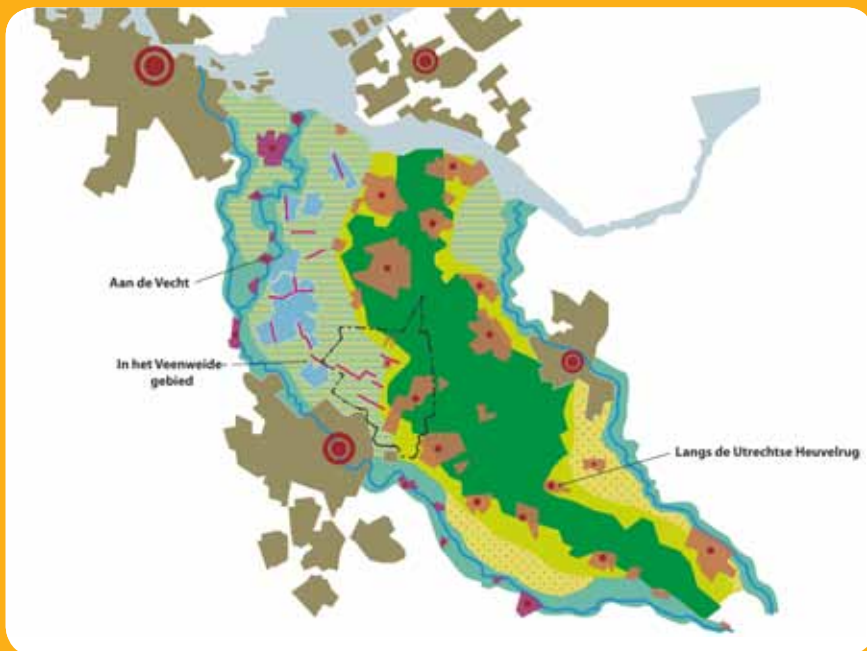 Aan de Vecht
In het Veenweide-
gebied
Langs de Utrechtse Heuvelrug